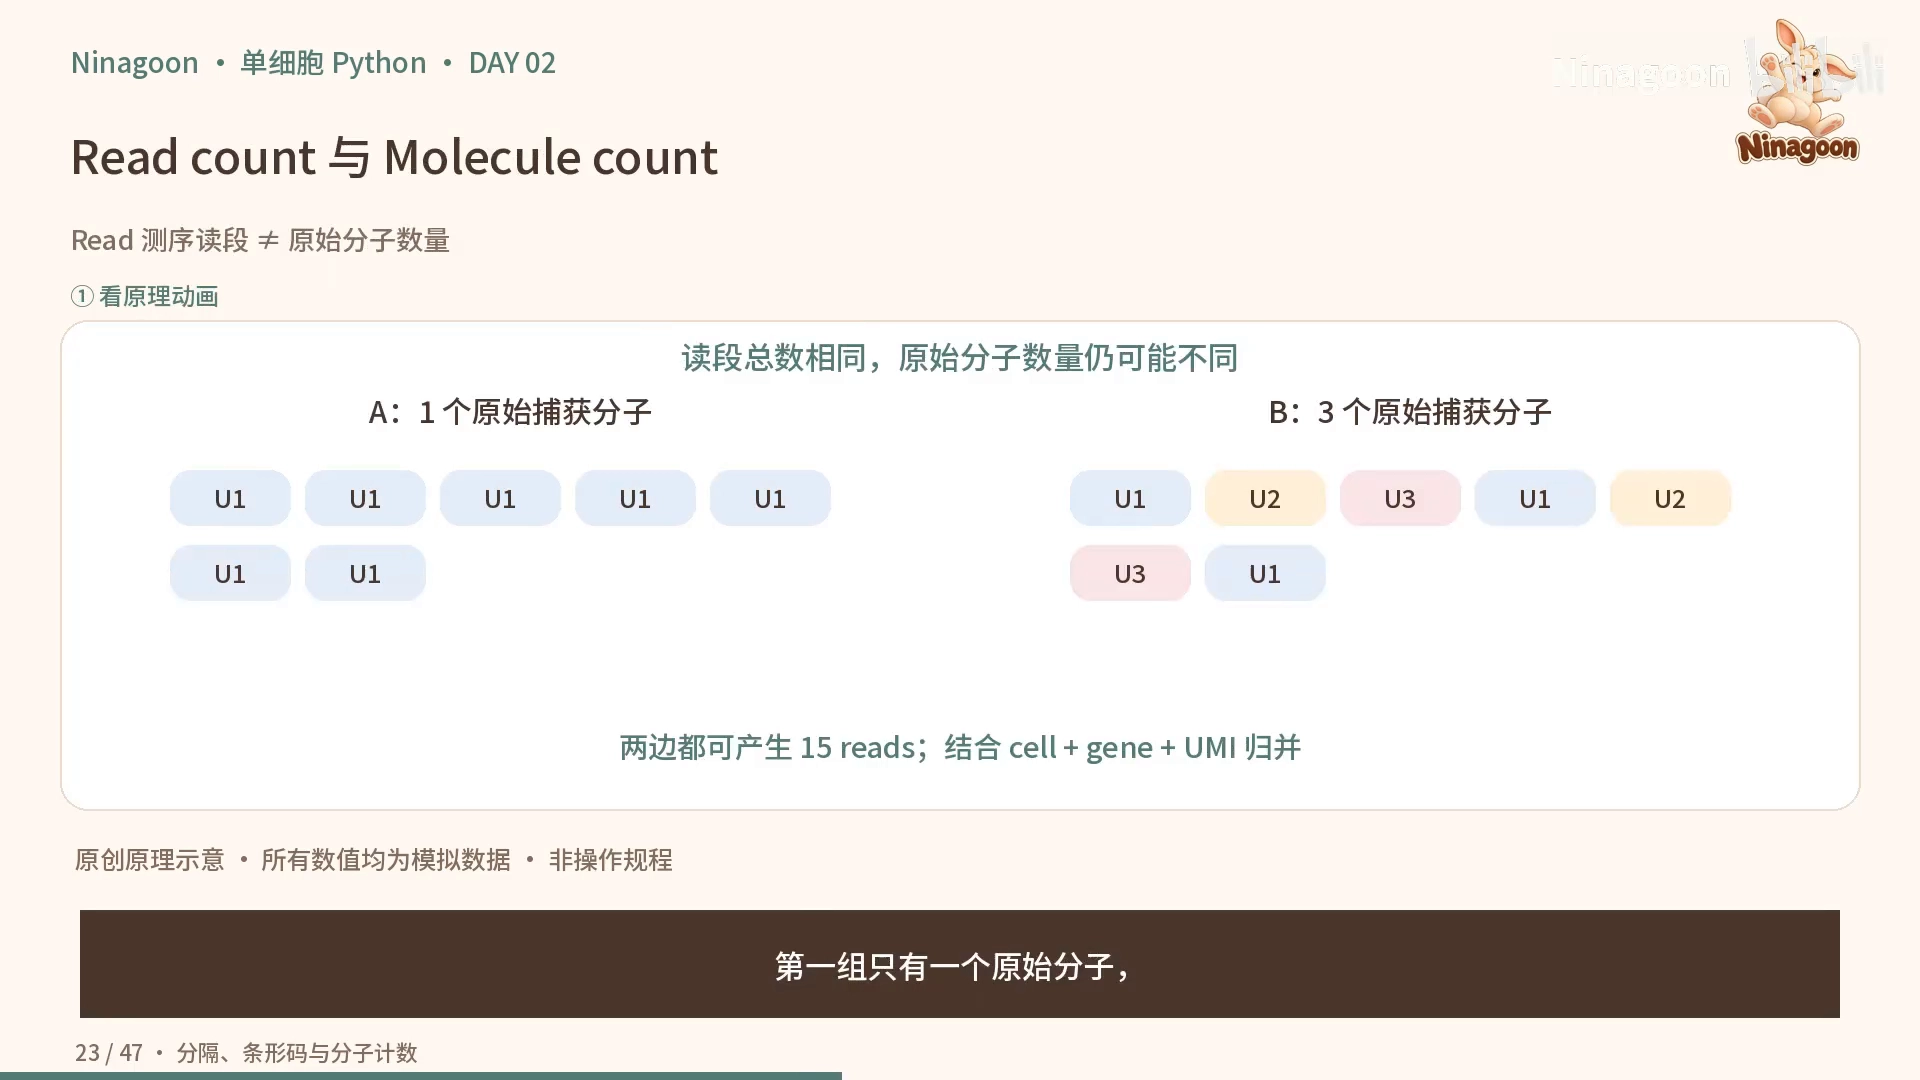 Ninagoon • 单细胞 Python • DAY 02
Ninagoon
bilibili
Ninagoon
Read count 与 Molecule count
Read 测序读段 ≠ 原始分子数量
① 看原理动画
读段总数相同，原始分子数量仍可能不同
A：1 个原始捕获分子
B：3 个原始捕获分子
U1 U1 U1 U1 U1
U1 U1
U1 U2 U3 U1 U2
U3 U1
两边都可产生 15 reads；结合 cell + gene + UMI 归并
原创原理示意 • 所有数值均为模拟数据 • 非操作规程
第一组只有一个原始分子，
23 / 47 • 分隔、条形码与分子计数